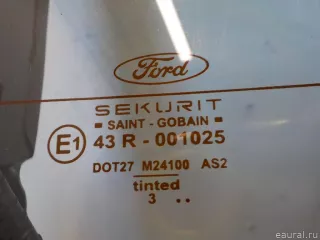 Ford
SEKURIT
SAINT - GOBAIN
E1 43 R - 001025
DOT27 M24100 AS2
tinted
3 ..
© eaural.ru